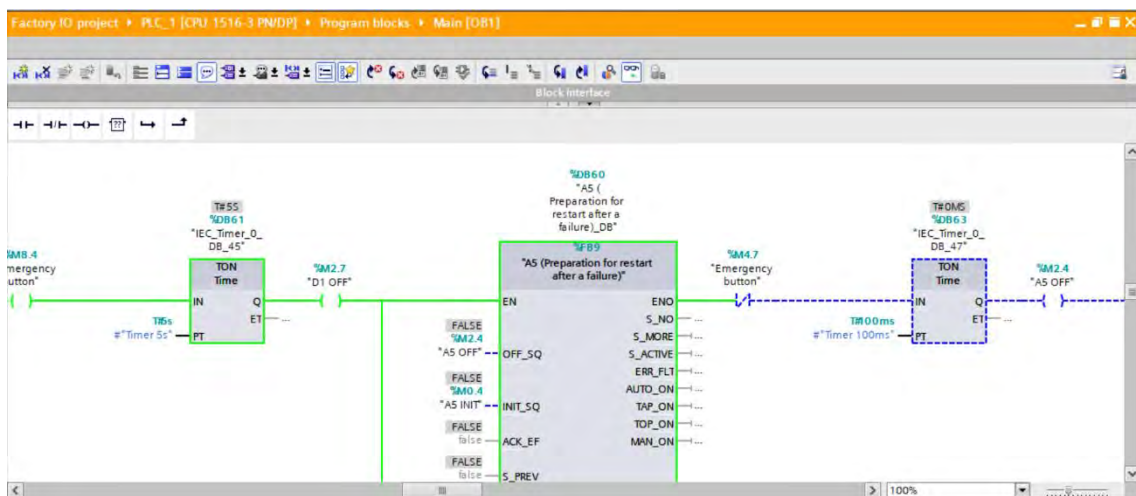 Factory IO project ▸ PLC_1 [CPU 1516-3 PN/DP] ▸ Program blocks ▸ Main [OB1]
Block interface
%M8.4
mergency
utton"
T#5S
%DB61
"IEC_Timer_0_
DB_45"
TON
Time
IN Q
ET ...
T#5s
#"Timer 5s" PT
%M2.7
"D1 OFF"
%DB60
"A5 (
Preparation for
restart after a
failure)_DB"
%FB9
"A5 (Preparation for restart
after a failure)"
EN ENO
S_NO ...
FALSE
%M2.4
"A5 OFF" OFF_SQ
S_MORE ...
S_ACTIVE ...
ERR_FLT ...
FALSE
%M0.4
"A5 INIT" INIT_SQ
AUTO_ON ...
TAP_ON ...
TOP_ON ...
FALSE
false ACK_EF
MAN_ON ...
FALSE
false S_PREV
%M4.7
"Emergency
button"
T#0MS
%DB63
"IEC_Timer_0_
DB_47"
TON
Time
IN Q
ET ...
T#100ms
#"Timer 100ms" PT
%M2.4
"A5 OFF"
100%